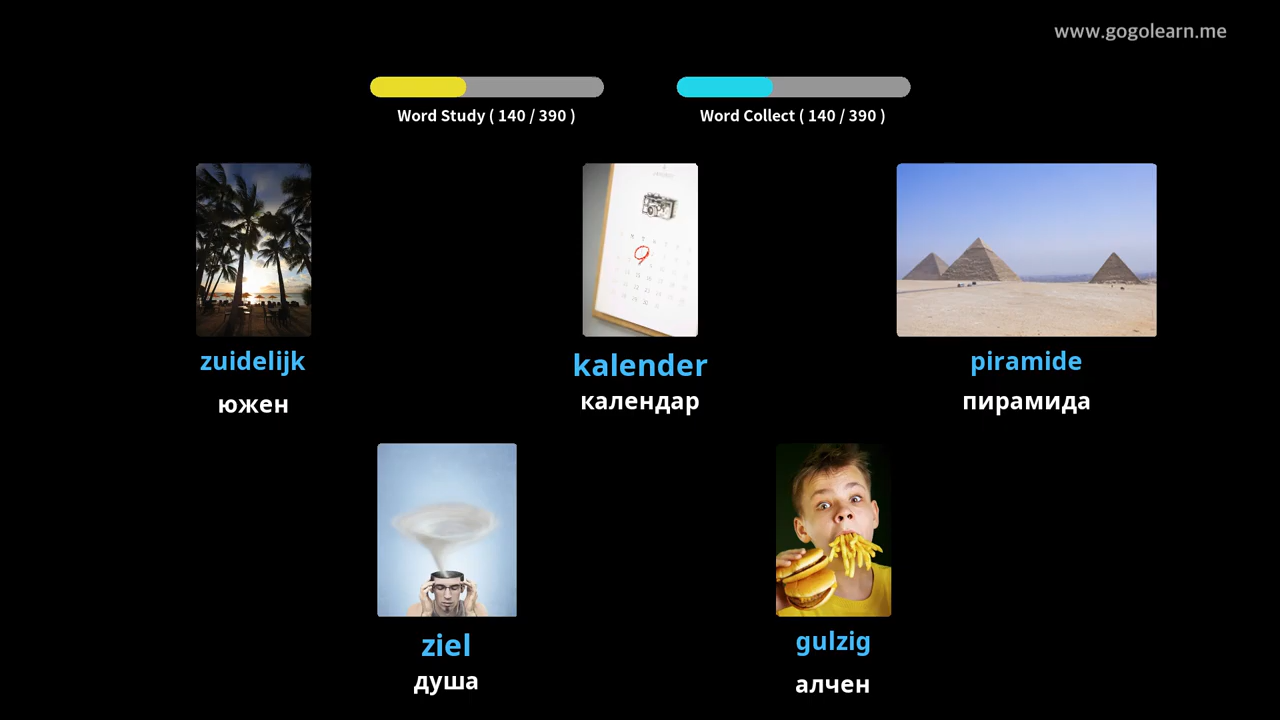 www.gogolearn.me
Word Study ( 140 / 390 )
Word Collect ( 140 / 390 )
zuidelijk
южен
kalender
календар
9
piramide
пирамида
ziel
душа
gulzig
алчен